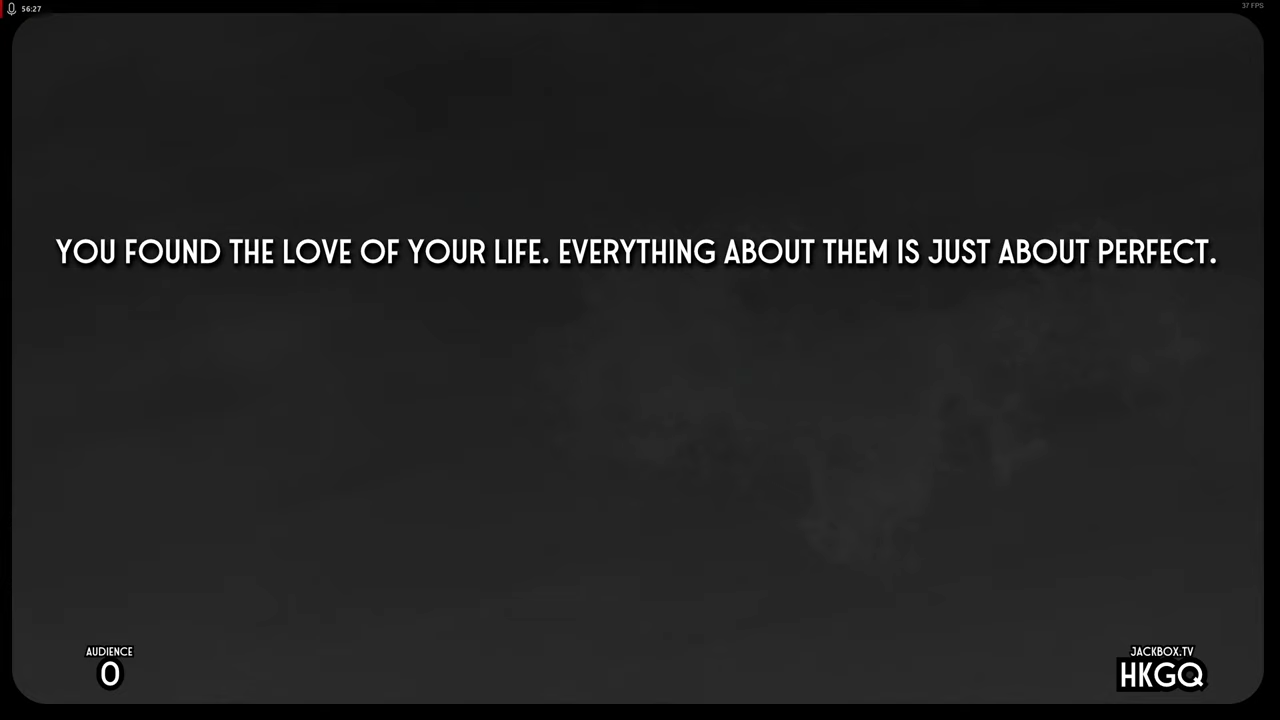 56:27
37 FPS
YOU FOUND THE LOVE OF YOUR LIFE. EVERYTHING ABOUT THEM IS JUST ABOUT PERFECT.
AUDIENCE
0
JACKBOX.TV
HKGQ